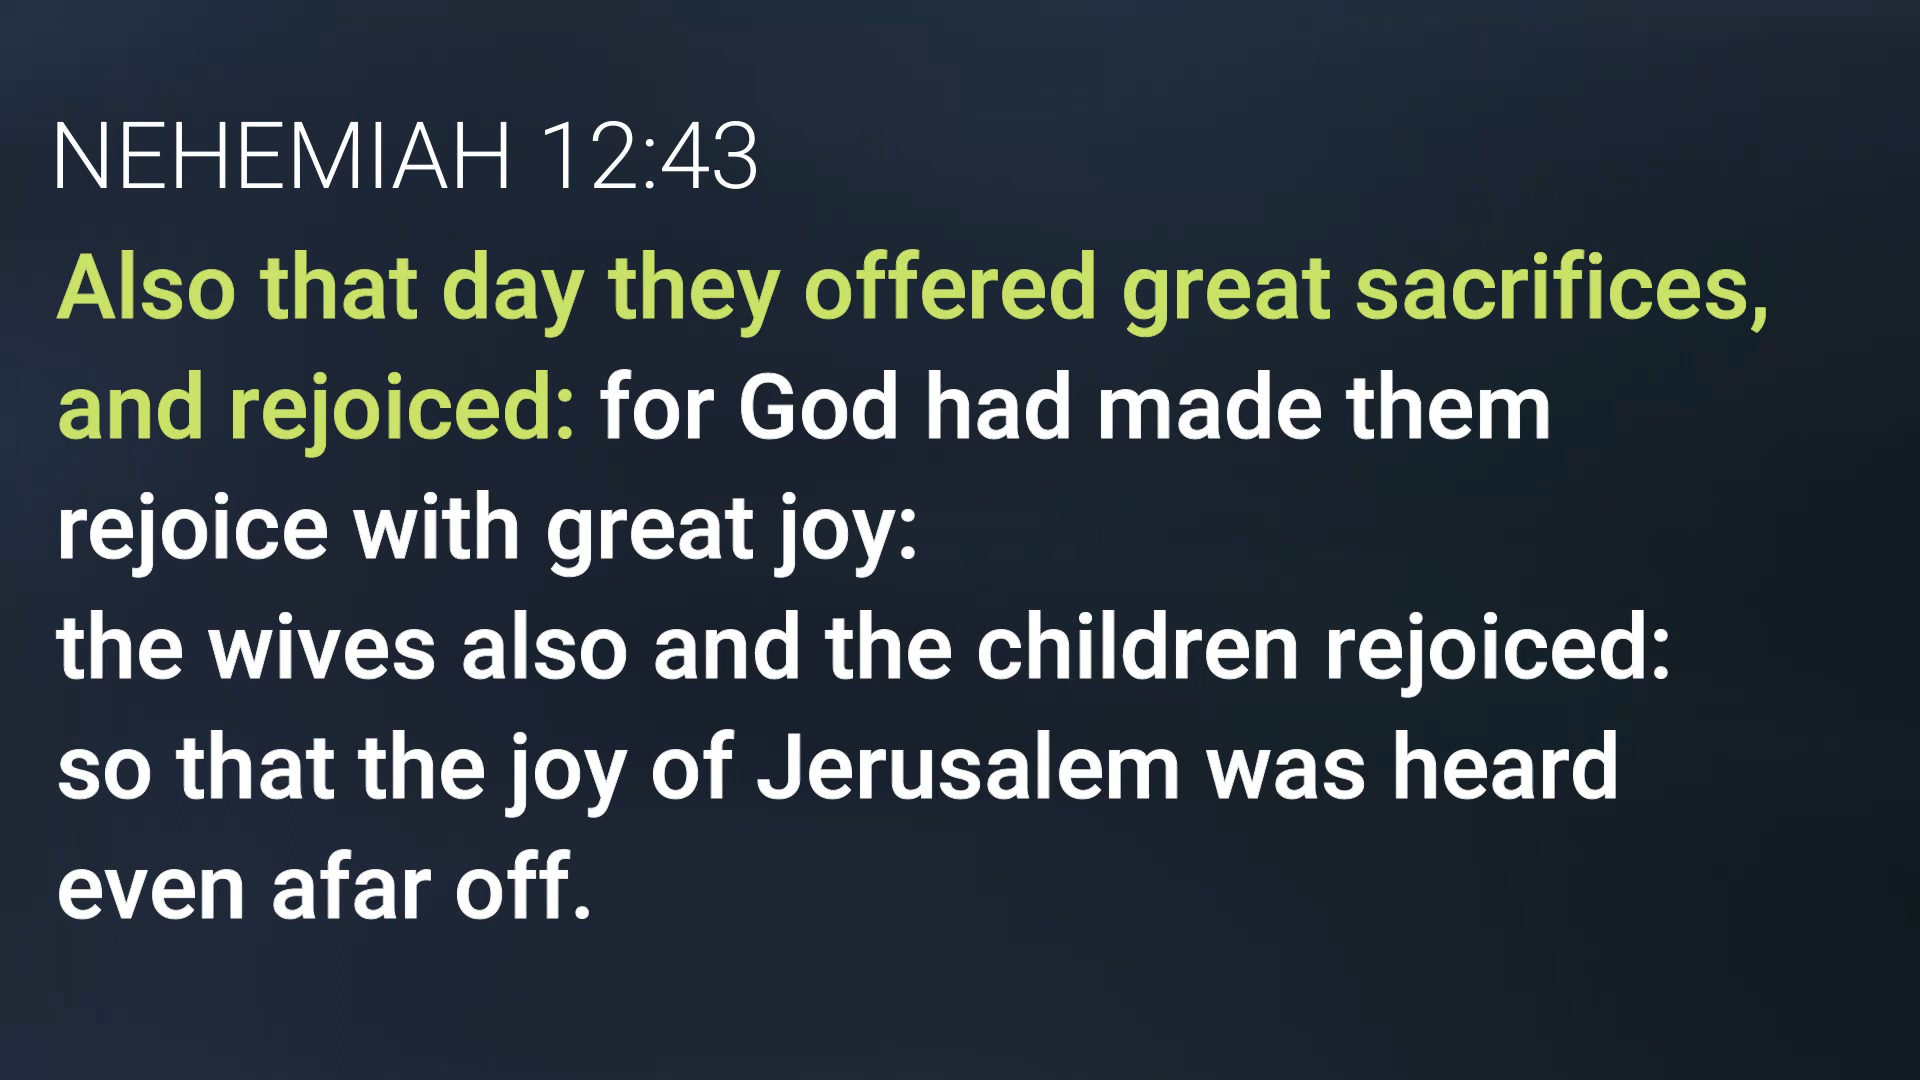 NEHEMIAH 12:43
Also that day they offered great sacrifices,
and rejoiced: for God had made them
rejoice with great joy:
the wives also and the children rejoiced:
so that the joy of Jerusalem was heard
even afar off.